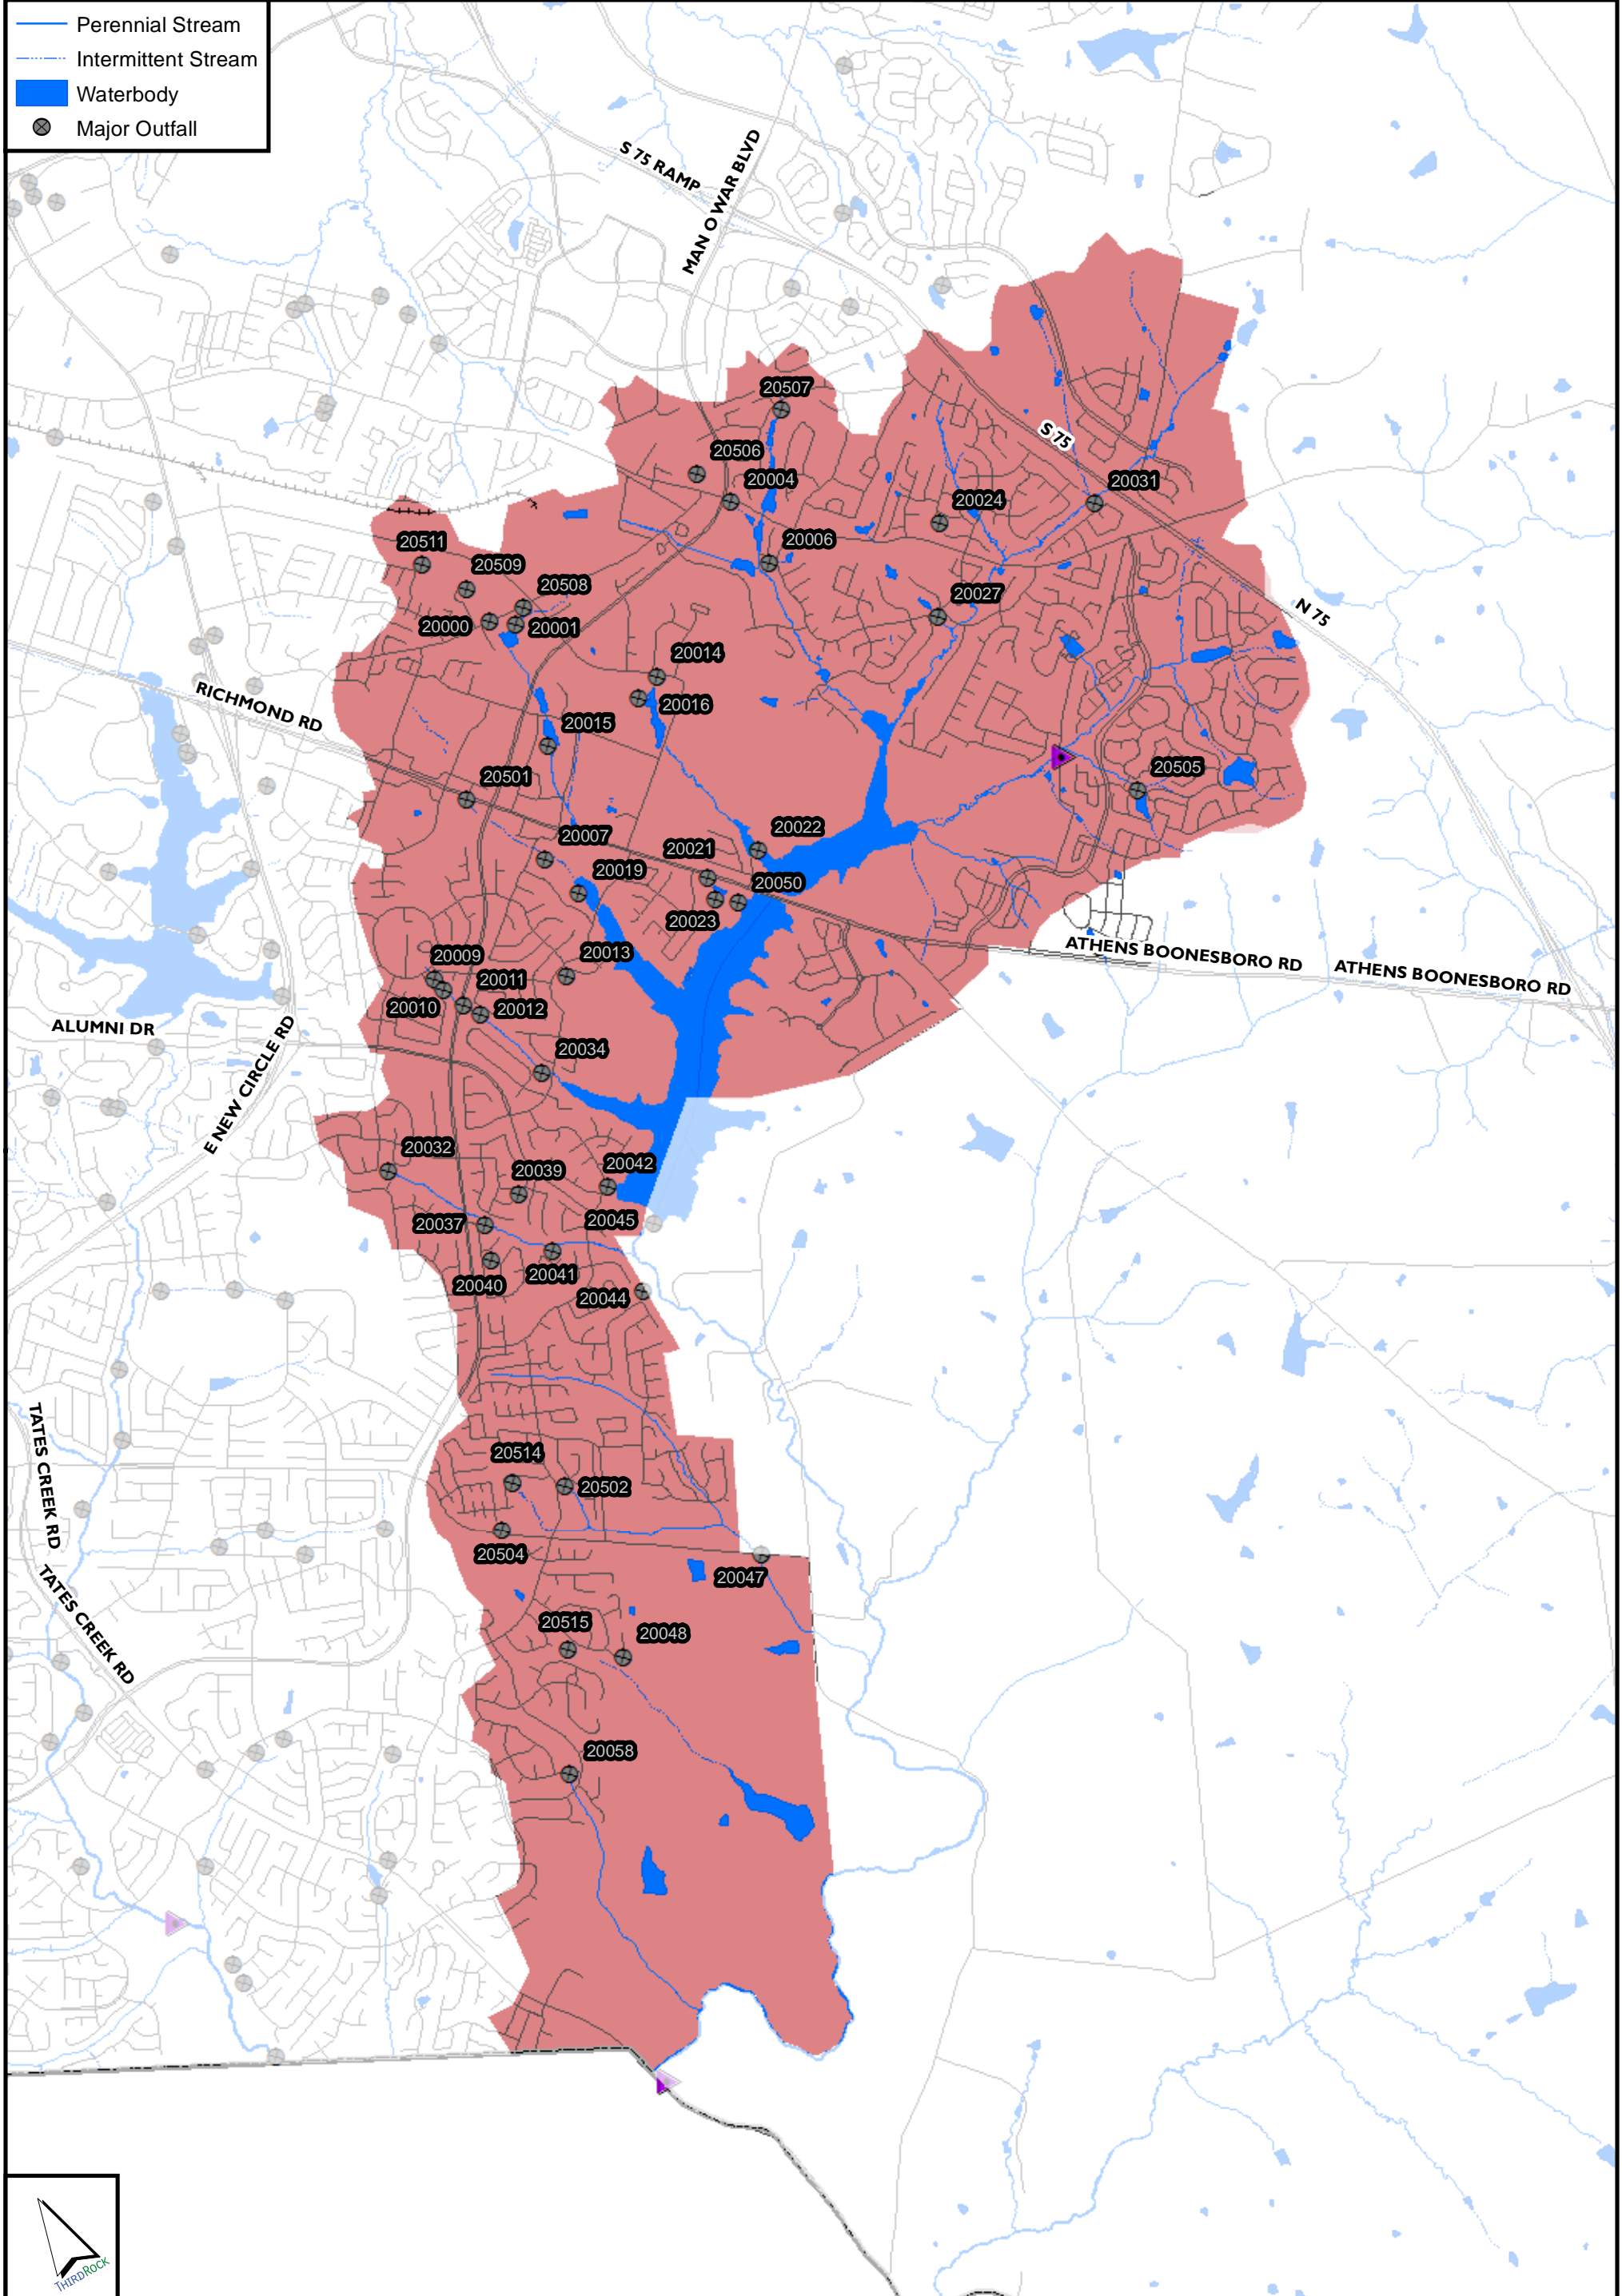 Perennial Stream
Intermittent Stream
Waterbody
Major Outfall
S 75 RAMP
MAN O WAR BLVD
20507
20506
20004
S 75
20031
20024
20006
20511
20509
20508
20027
20000
20001
N 75
20014
20016
RICHMOND RD
20015
20505
20501
20022
20007
20021
20019
20050
20023
ATHENS BOONESBORO RD
ATHENS BOONESBORO RD
20009
20013
20011
20010
20012
ALUMNI DR
E NEW CIRCLE RD
20034
20032
20042
20039
20045
20037
20041
20040
20044
TATES CREEK RD
20514
20502
20504
20047
TATES CREEK RD
20515
20048
20058
THIRDROCK